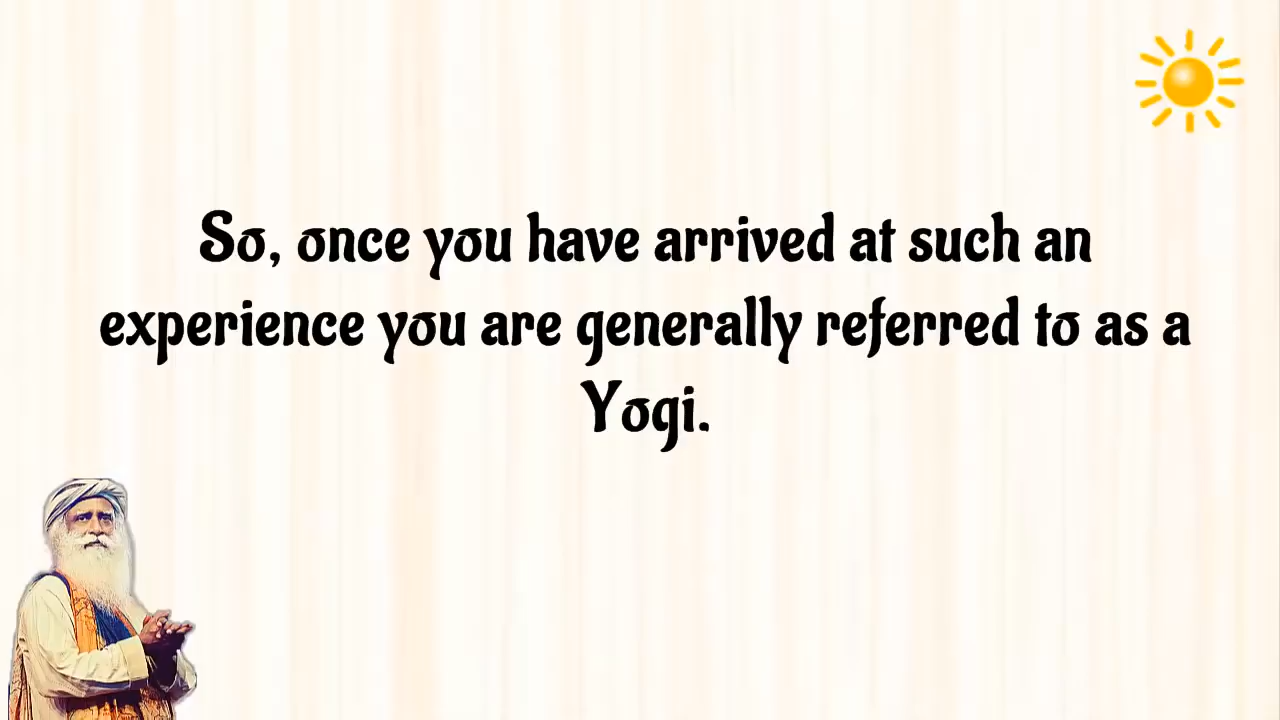 So, once you have arrived at such an
experience you are generally referred to as a
Yogi.